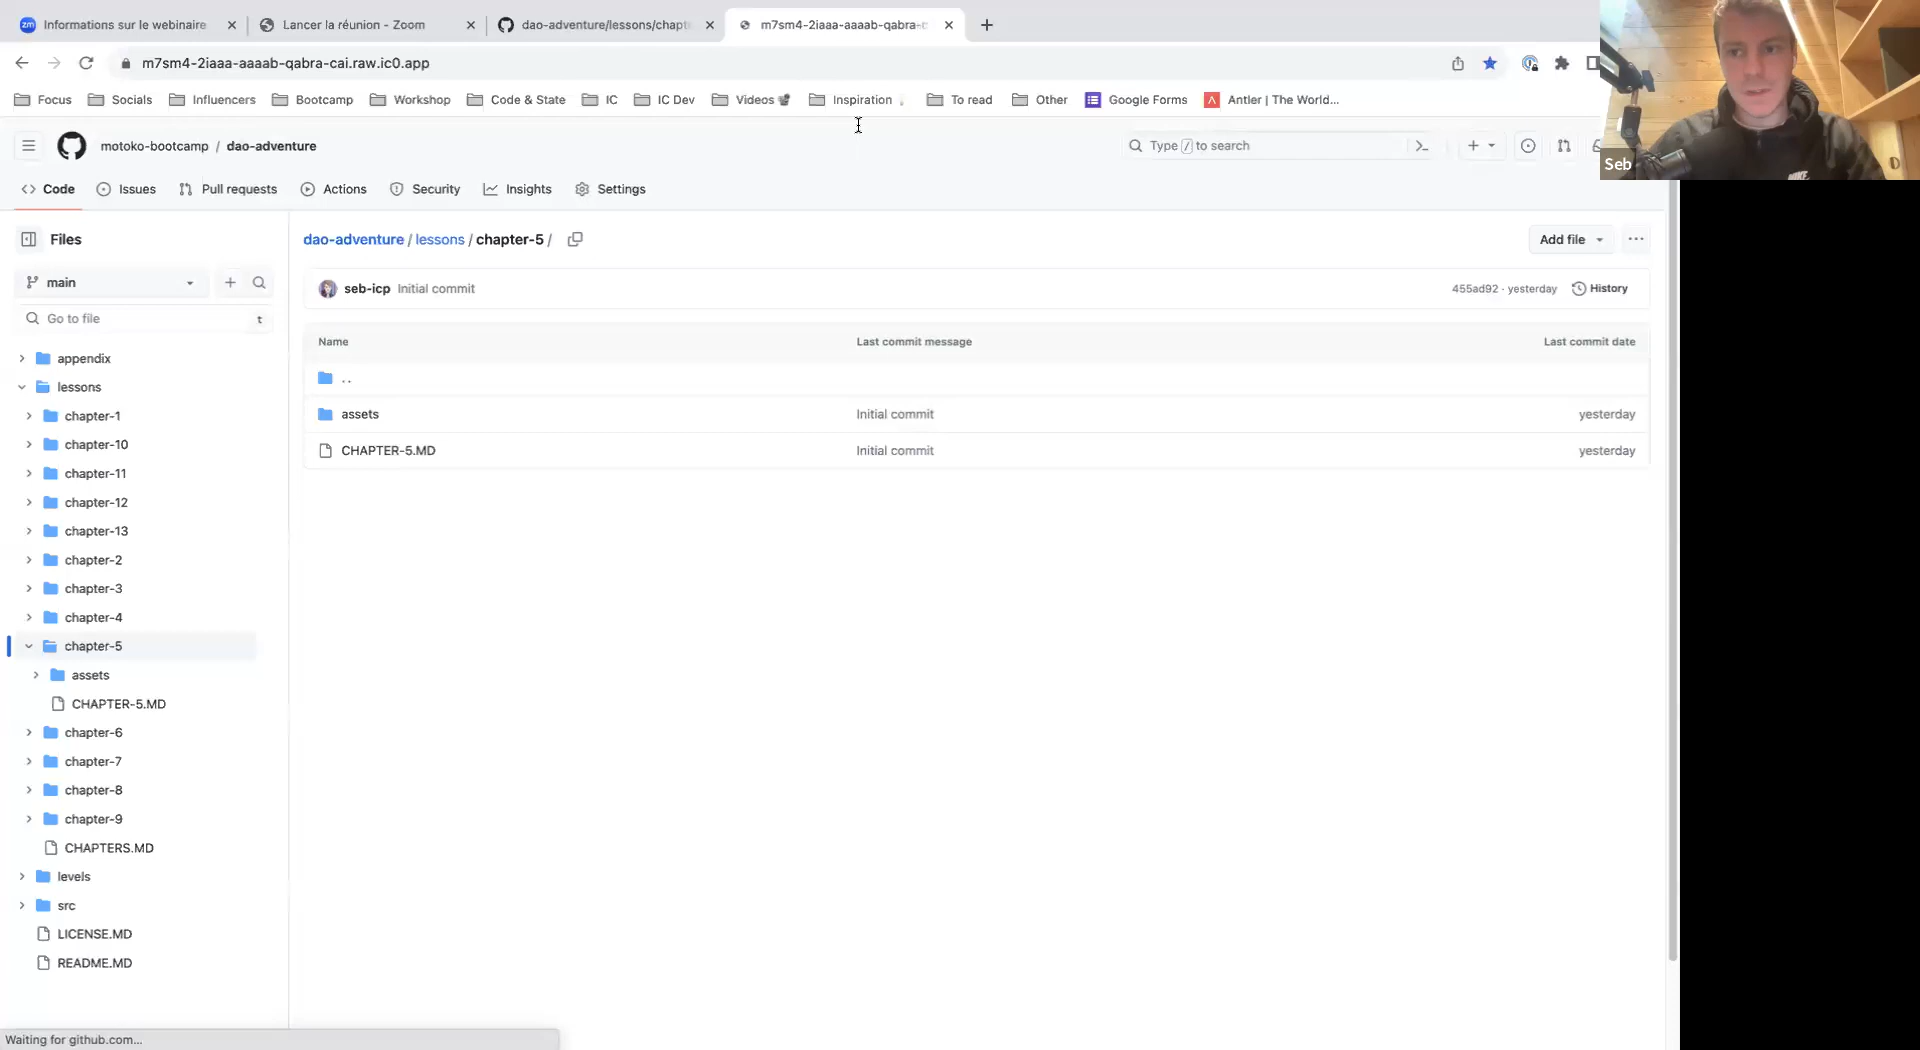 Informations sur le webinaire
Lancer la réunion - Zoom
dao-adventure/lessons/chapt
m7sm4-2iaaa-aaaab-qabra-c
m7sm4-2iaaa-aaaab-qabra-cai.raw.ic0.app
Focus
Socials
Influencers
Bootcamp
Workshop
Code & State
IC
IC Dev
Videos
Inspiration
To read
Other
Google Forms
Antler | The World...
motoko-bootcamp / dao-adventure
Type / to search
Code
Issues
Pull requests
Actions
Security
Insights
Settings
Seb
Files
main
Go to file
t
appendix
lessons
chapter-1
chapter-10
chapter-11
chapter-12
chapter-13
chapter-2
chapter-3
chapter-4
chapter-5
assets
CHAPTER-5.MD
chapter-6
chapter-7
chapter-8
chapter-9
CHAPTERS.MD
levels
src
LICENSE.MD
README.MD
dao-adventure / lessons / chapter-5 /
Add file
seb-icp Initial commit
455ad92 · yesterday
History
Name Last commit message Last commit date
..
assets Initial commit yesterday
CHAPTER-5.MD Initial commit yesterday
Waiting for github.com...